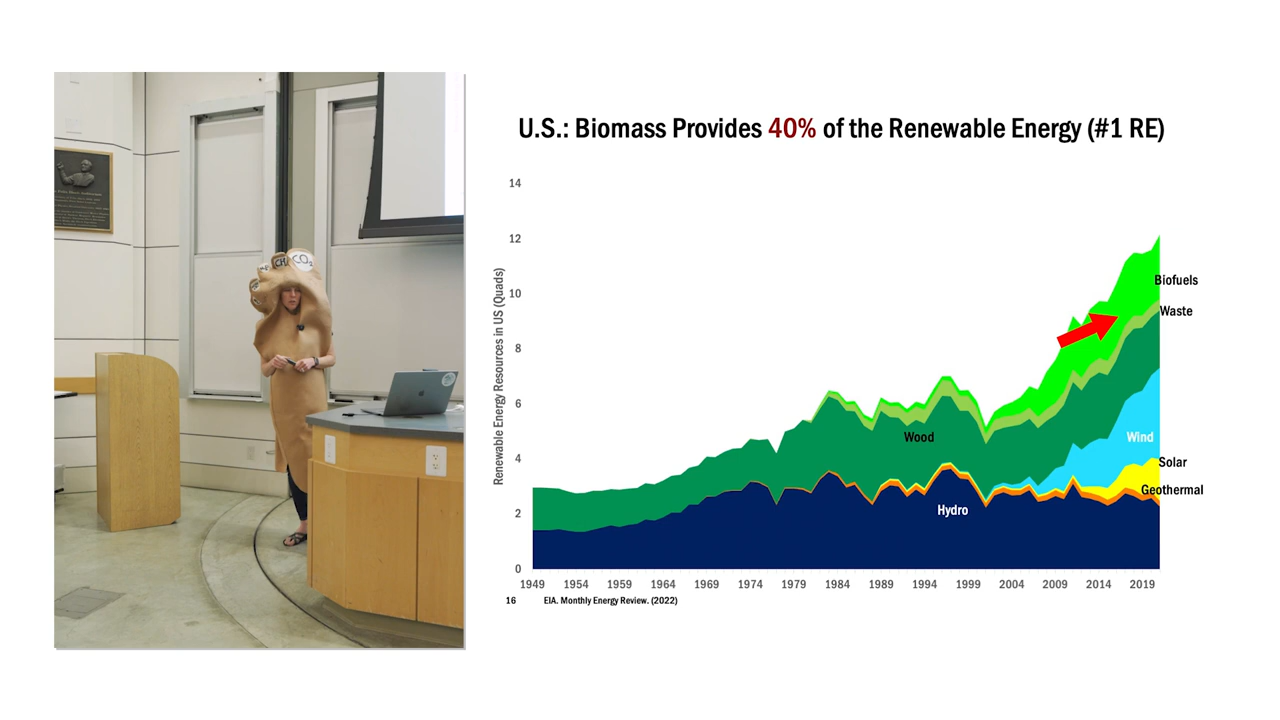 U.S.: Biomass Provides 40% of the Renewable Energy (#1 RE)
CO₂
CH
Renewable Energy Resources in US (Quads)
14
12
10
8
6
4
2
0
Biofuels
Waste
Wood
Wind
Solar
Geothermal
Hydro
1949 1954 1959 1964 1969 1974 1979 1984 1989 1994 1999 2004 2009 2014 2019
16 EIA. Monthly Energy Review. (2022)